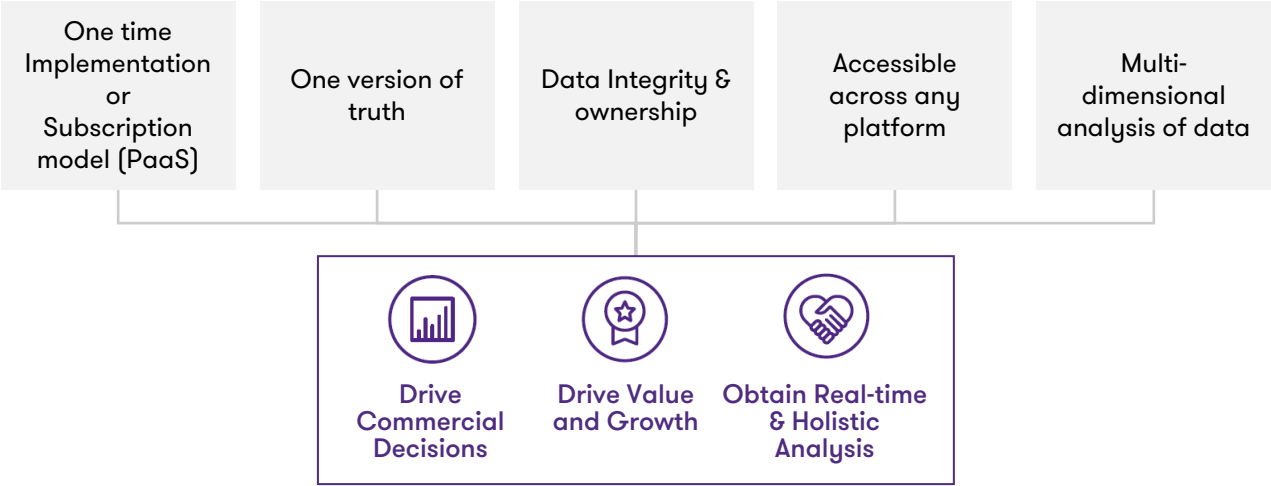 One time
Implementation
or
Subscription
model (PaaS)
One version of
truth
Data Integrity &
ownership
Accessible
across any
platform
Multi-
dimensional
analysis of data
Drive
Commercial
Decisions
Drive Value
and Growth
Obtain Real-time
& Holistic
Analysis